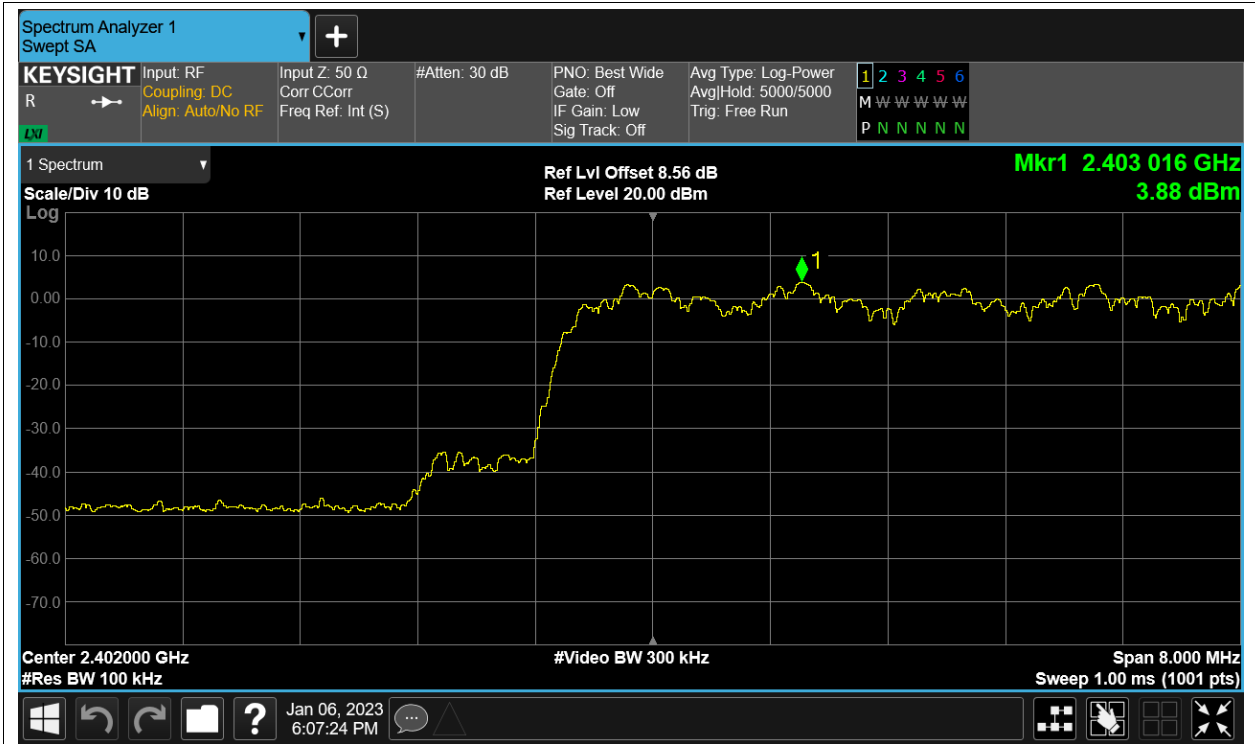 Spectrum Analyzer 1
Swept SA
+
KEYSIGHT
R
LXI
Input: RF
Coupling: DC
Align: Auto/No RF
Input Z: 50 Ω
Corr CCorr
Freq Ref: Int (S)
#Atten: 30 dB
PNO: Best Wide
Gate: Off
IF Gain: Low
Sig Track: Off
Avg Type: Log-Power
Avg|Hold: 5000/5000
Trig: Free Run
1 2 3 4 5 6
M W W W W W
P N N N N N
1 Spectrum
Scale/Div 10 dB
Ref Lvl Offset 8.56 dB
Ref Level 20.00 dBm
Mkr1 2.403 016 GHz
3.88 dBm
Log
10.0
0.00
-10.0
-20.0
-30.0
-40.0
-50.0
-60.0
-70.0
1
Center 2.402000 GHz
#Res BW 100 kHz
#Video BW 300 kHz
Span 8.000 MHz
Sweep 1.00 ms (1001 pts)
?
Jan 06, 2023
6:07:24 PM